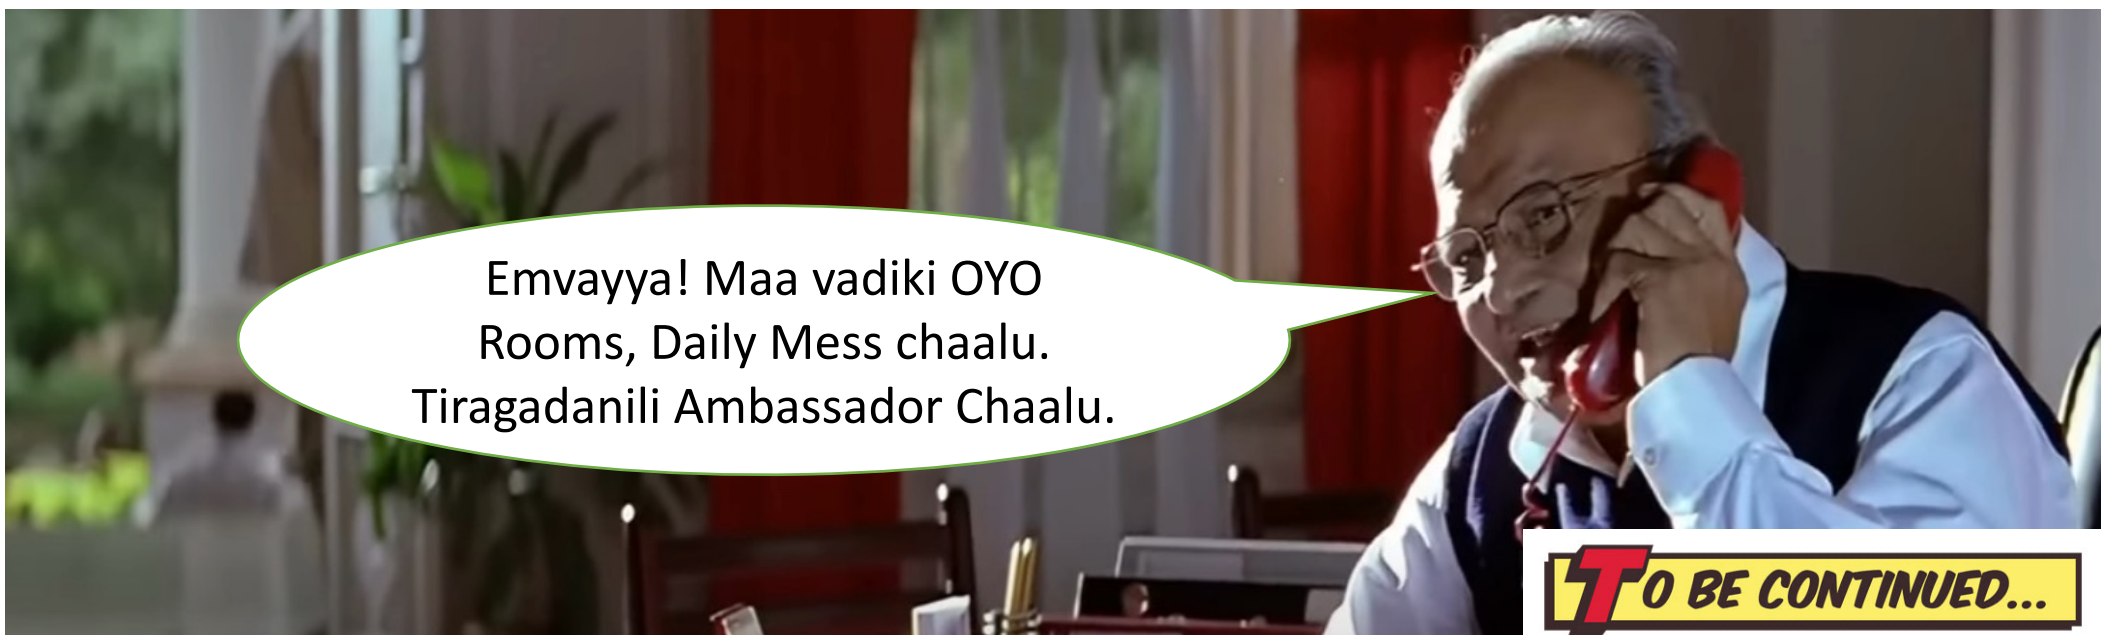 Emvayya! Maa vadiki OYO
Rooms, Daily Mess chaalu.
Tiragadanili Ambassador Chaalu.
TO BE CONTINUED...